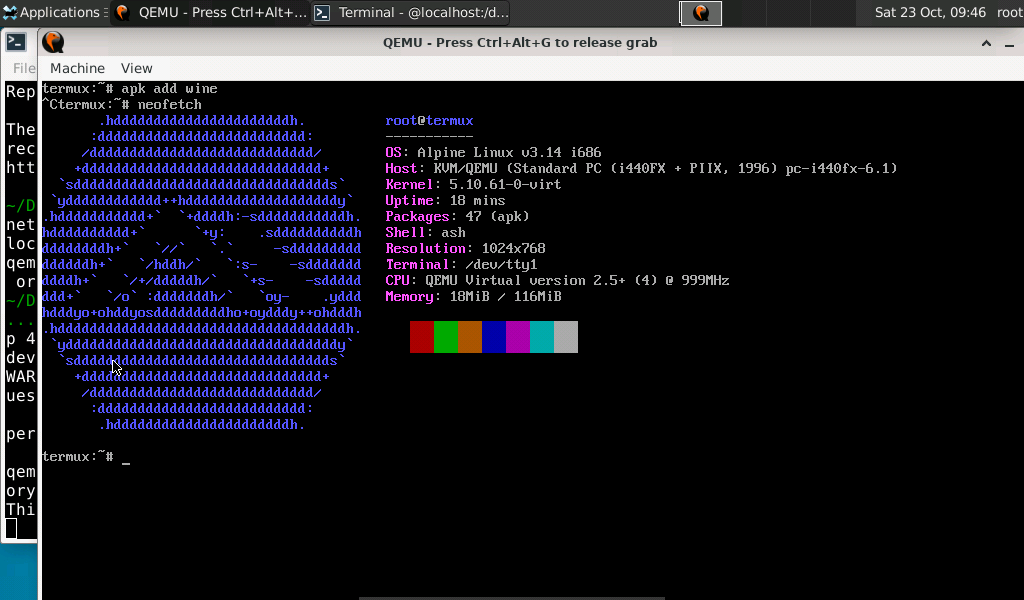 Applications
QEMU - Press Ctrl+Alt+...
Terminal - @localhost:/d...
Sat 23 Oct, 09:46
root
QEMU - Press Ctrl+Alt+G to release grab
File
Machine
View
Rep
The
rec
htt
~/D
net
loc
qem
or
~/D
...
p 4
dev
WAR
ues
per
qem
ory
Thi
termux:~# apk add wine
^Ctermux:~# neofetch
root@termux
-----------
OS: Alpine Linux v3.14 i686
Host: KVM/QEMU (Standard PC (i440FX + PIIX, 1996) pc-i440fx-6.1)
Kernel: 5.10.61-0-virt
Uptime: 18 mins
Packages: 47 (apk)
Shell: ash
Resolution: 1024x768
Terminal: /dev/tty1
CPU: QEMU Virtual version 2.5+ (4) @ 999MHz
Memory: 18MiB / 116MiB
termux:~# _